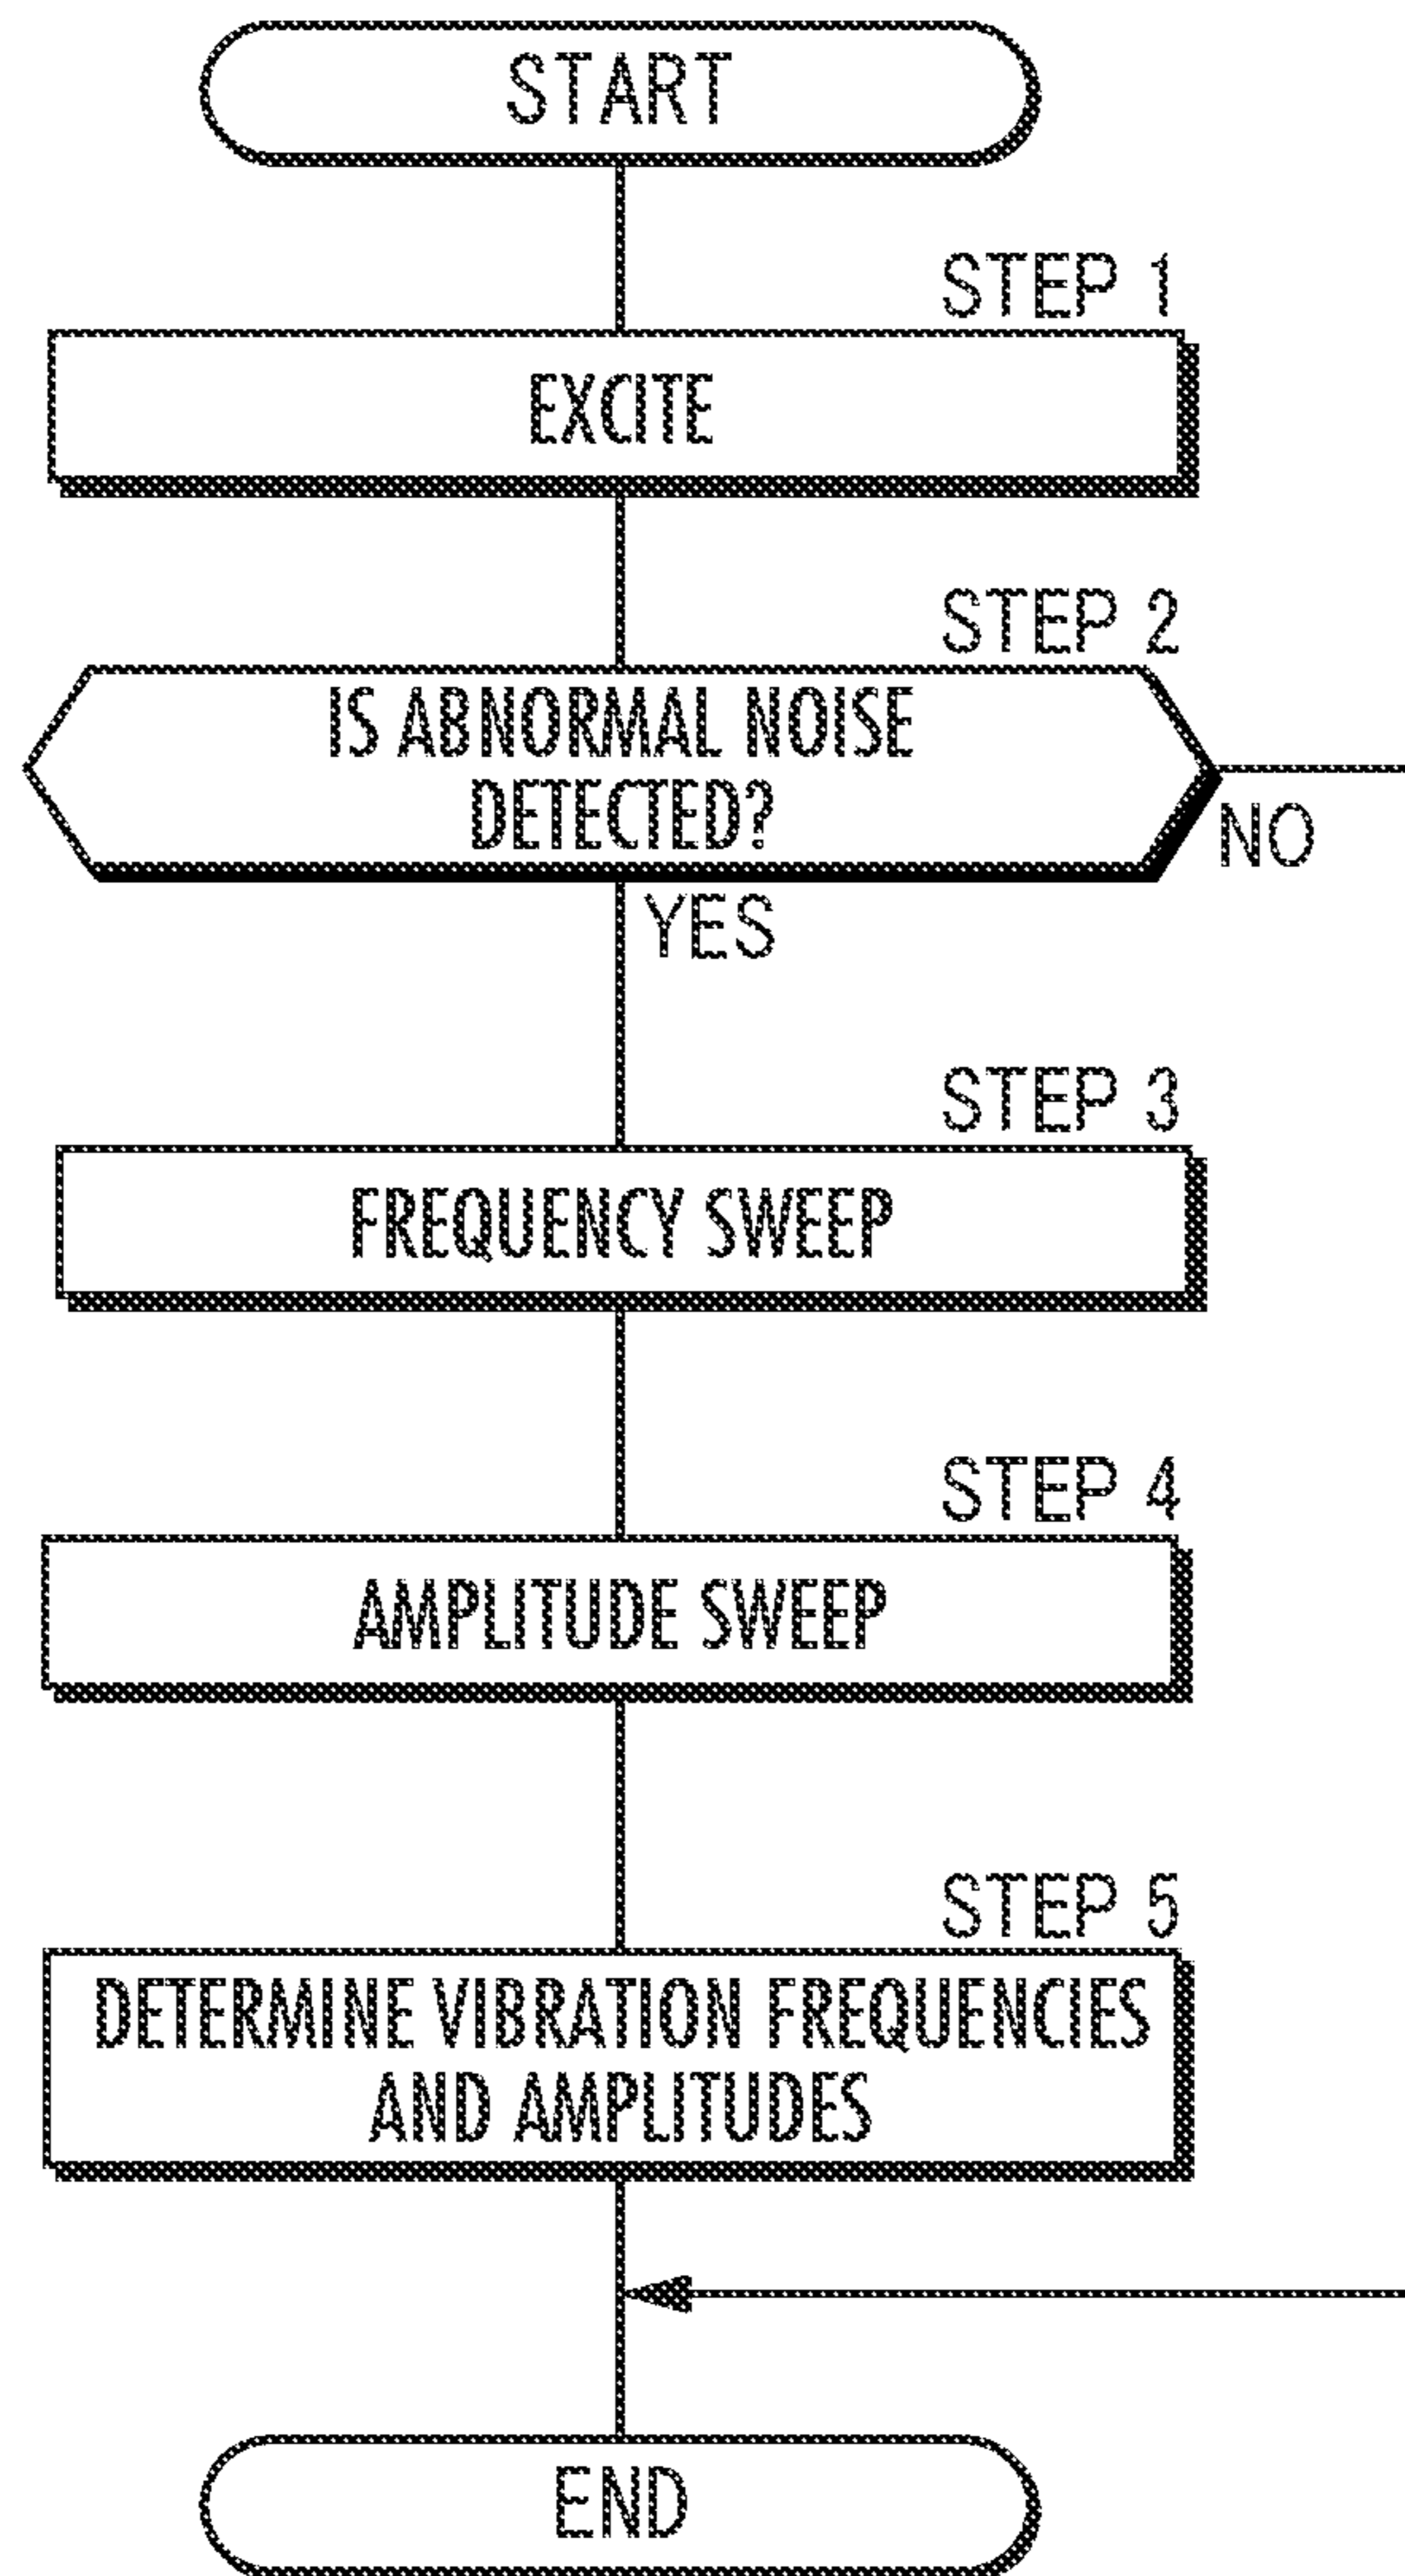 START
STEP 1
EXCITE
STEP 2
IS ABNORMAL NOISE
DETECTED?
NO
YES
STEP 3
FREQUENCY SWEEP
STEP 4
AMPLITUDE SWEEP
STEP 5
DETERMINE VIBRATION FREQUENCIES
AND AMPLITUDES
END